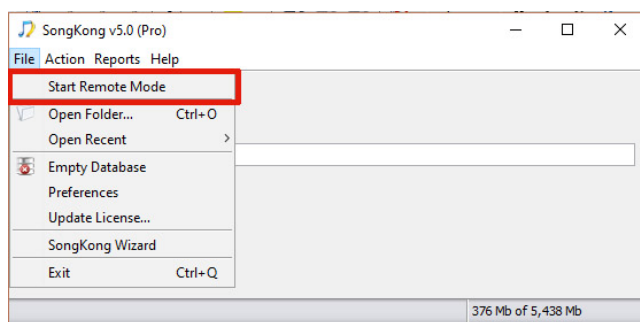 SongKong v5.0 (Pro)
File Action Reports Help
Start Remote Mode
Open Folder... Ctrl+O
Open Recent
Empty Database
Preferences
Update License...
SongKong Wizard
Exit Ctrl+Q
376 Mb of 5,438 Mb